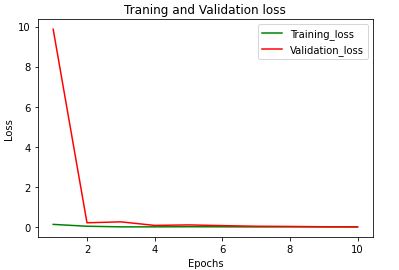 Traning and Validation loss
Training_loss
Validation_loss
10
8
6
4
2
0
Loss
2
4
6
8
10
Epochs